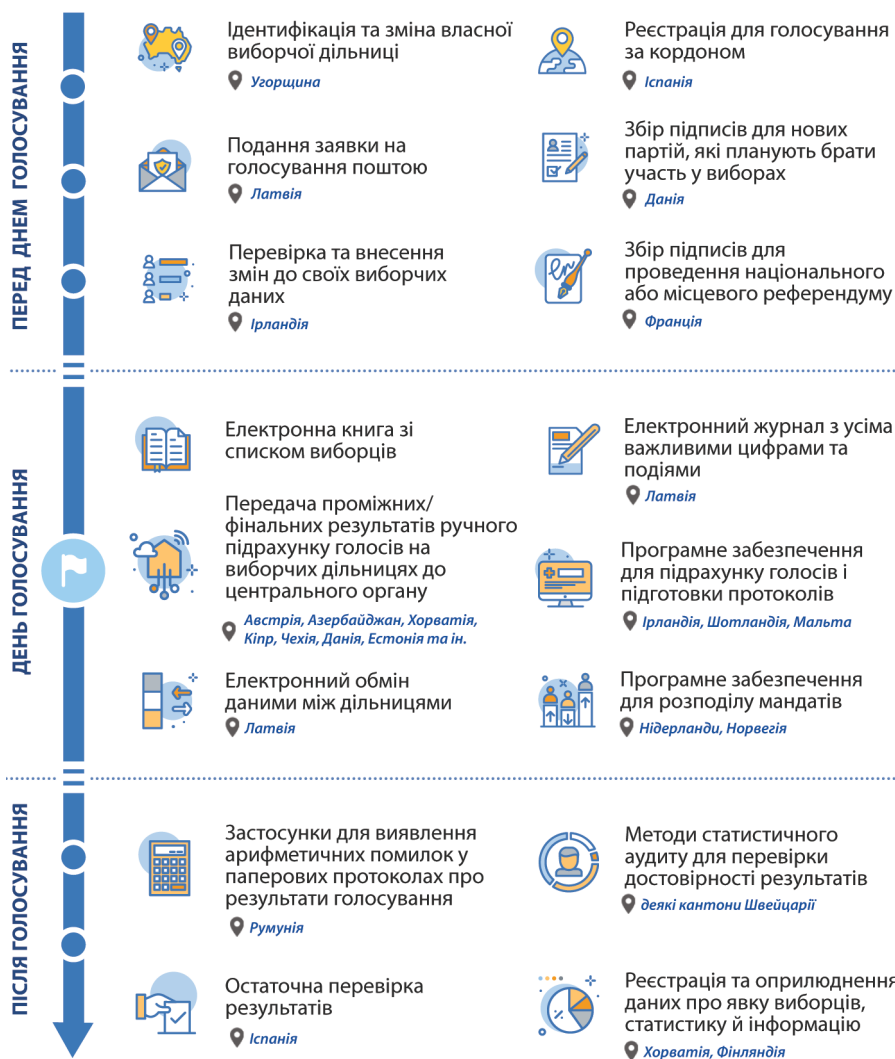 ПЕРЕД ДНЕМ ГОЛОСУВАННЯ
Ідентифікація та зміна власної
виборчої дільниці
Угорщина
Реєстрація для голосування
за кордоном
Іспанія
Подання заявки на
голосування поштою
Латвія
Збір підписів для нових
партій, які планують брати
участь у виборах
Данія
Перевірка та внесення
змін до своїх виборчих
даних
Ірландія
Збір підписів для
проведення національного
або місцевого референдуму
Франція
ДЕНЬ ГОЛОСУВАННЯ
Електронна книга зі
списком виборців
Електронний журнал з усіма
важливими цифрами та
подіями
Латвія
Передача проміжних/
фінальних результатів ручного
підрахунку голосів на
виборчих дільницях до
центрального органу
Австрія, Азербайджан, Хорватія,
Кіпр, Чехія, Данія, Естонія та ін.
Програмне забезпечення
для підрахунку голосів і
підготовки протоколів
Ірландія, Шотландія, Мальта
Електронний обмін
даними між дільницями
Латвія
Програмне забезпечення
для розподілу мандатів
Нідерланди, Норвегія
ПІСЛЯ ГОЛОСУВАННЯ
Застосунки для виявлення
арифметичних помилок у
паперових протоколах про
результати голосування
Румунія
Методи статистичного
аудиту для перевірки
достовірності результатів
деякі кантони Швейцарії
Остаточна перевірка
результатів
Іспанія
Реєстрація та оприлюднення
даних про явку виборців,
статистику й інформацію
Хорватія, Фінляндія